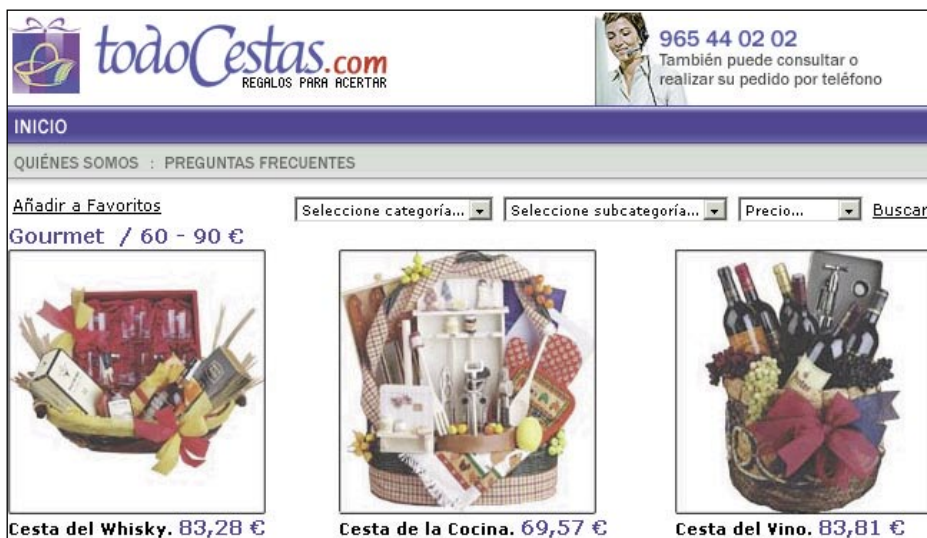 todoCestas.com
REGALOS PARA ACERTAR
965 44 02 02
También puede consultar o
realizar su pedido por teléfono
INICIO
QUIÉNES SOMOS : PREGUNTAS FRECUENTES
Añadir a Favoritos
Seleccione categoría... Seleccione subcategoría... Precio... Buscar
Gourmet / 60 - 90 €
Cesta del Whisky. 83,28 € Cesta de la Cocina. 69,57 € Cesta del Vino. 83,81 €